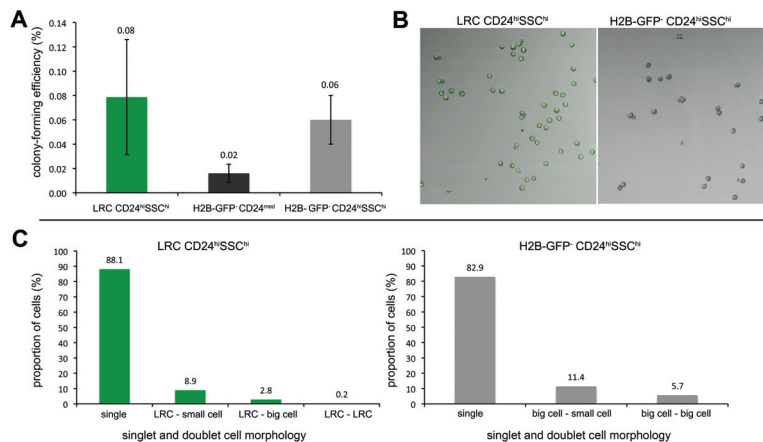 A
colony-forming efficiency (%)
0.16
0.14
0.12
0.10
0.08
0.06
0.04
0.02
0.00
0.08
0.02
0.06
LRC CD24ʰⁱSSCʰⁱ
H2B-GFP⁻ CD24ᵐᵉᵈ
H2B- GFP⁻ CD24ʰⁱSSCʰⁱ
B
LRC CD24ʰⁱSSCʰⁱ
H2B-GFP⁻ CD24ʰⁱSSCʰⁱ
C
LRC CD24ʰⁱSSCʰⁱ
proportion of cells (%)
100
90
80
70
60
50
40
30
20
10
0
88.1
8.9
2.8
0.2
single
LRC - small cell
LRC - big cell
LRC - LRC
singlet and doublet cell morphology
H2B-GFP⁻ CD24ʰⁱSSCʰⁱ
proportion of cells (%)
100
90
80
70
60
50
40
30
20
10
0
82.9
11.4
5.7
single
big cell - small cell
big cell - big cell
singlet and doublet cell morphology